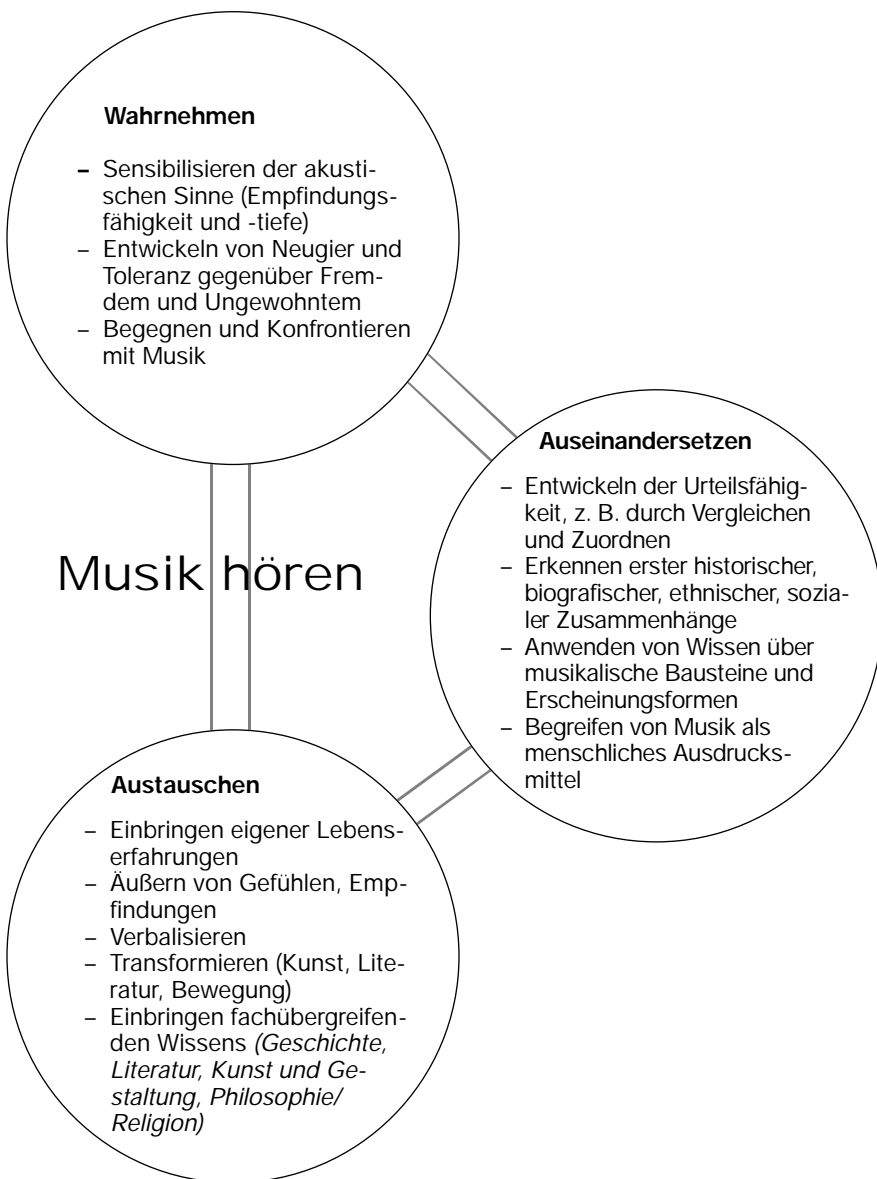 Wahrnehmen
– Sensibilisieren der akusti-
schen Sinne (Empfindungs-
fähigkeit und -tiefe)
– Entwickeln von Neugier und
Toleranz gegenüber Frem-
dem und Ungewohntem
– Begegnen und Konfrontieren
mit Musik
Auseinandersetzen
– Entwickeln der Urteilsfähig-
keit, z. B. durch Vergleichen
und Zuordnen
– Erkennen erster historischer,
biografischer, ethnischer, sozia-
ler Zusammenhänge
– Anwenden von Wissen über
musikalische Bausteine und
Erscheinungsformen
– Begreifen von Musik als
menschliches Ausdrucks-
mittel
Musik hören
Austauschen
– Einbringen eigener Lebens-
erfahrungen
– Äußern von Gefühlen, Emp-
findungen
– Verbalisieren
– Transformieren (Kunst, Lite-
ratur, Bewegung)
– Einbringen fachübergreifen-
den Wissens (Geschichte,
Literatur, Kunst und Ge-
staltung, Philosophie/
Religion)